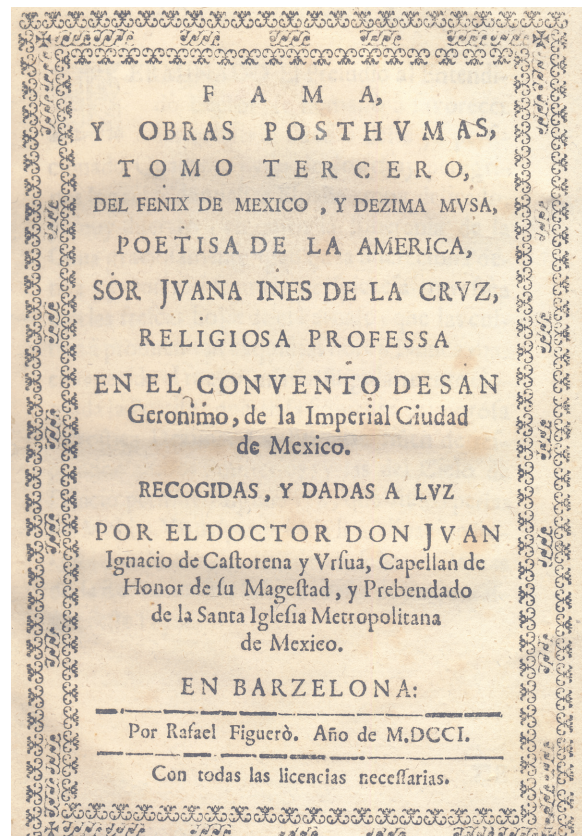 FAMA,
Y OBRAS POSTHVMAS,
TOMO TERCERO,
DEL FENIX DE MEXICO, Y DEZIMA MVSA,
POETISA DE LA AMERICA,
SOR JVANA INES DE LA CRVZ,
RELIGIOSA PROFESSA
EN EL CONVENTO DE SAN
Geronimo, de la Imperial Ciudad
de Mexico.
RECOGIDAS, Y DADAS A LVZ
POR EL DOCTOR DON JVAN
Ignacio de Caſtorena y Vrſua, Capellan de
Honor de ſu Mageſtad, y Prebendado
de la Santa Igleſia Metropolitana
de Mexico.
EN BARZELONA:
Por Rafael Figuerò. Año de M.DCCI.
Con todas las licencias neceſſarias.